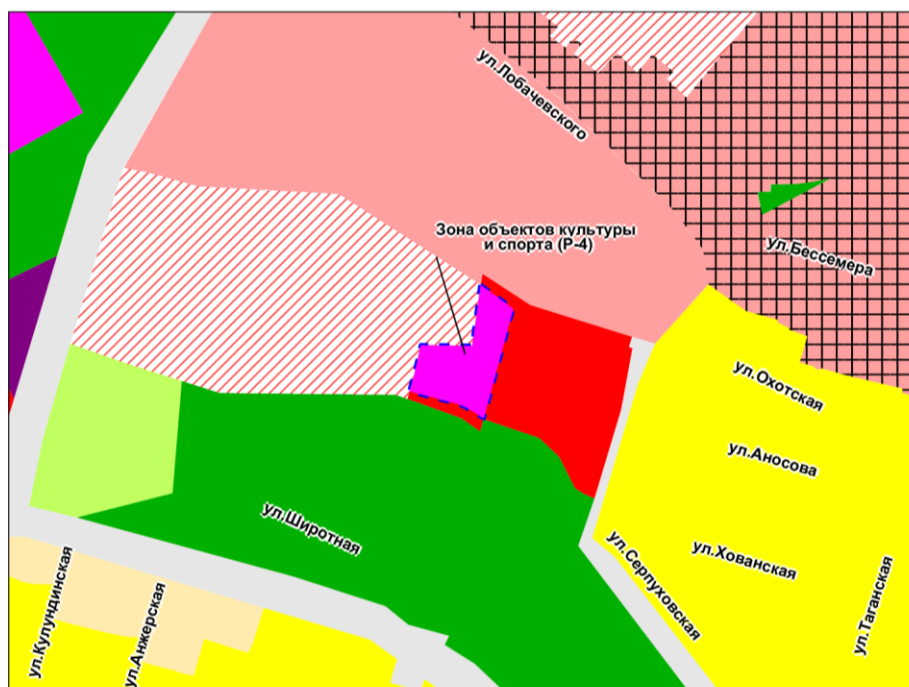 ул.Лобачевского
Зона объектов культуры
и спорта (Р-4)
ул.Бессемера
ул.Охотская
ул.Аносова
ул.Широтная
ул.Хованская
ул.Серпуховская
ул.Таганская
ул.Кулундинская
ул.Анжерская